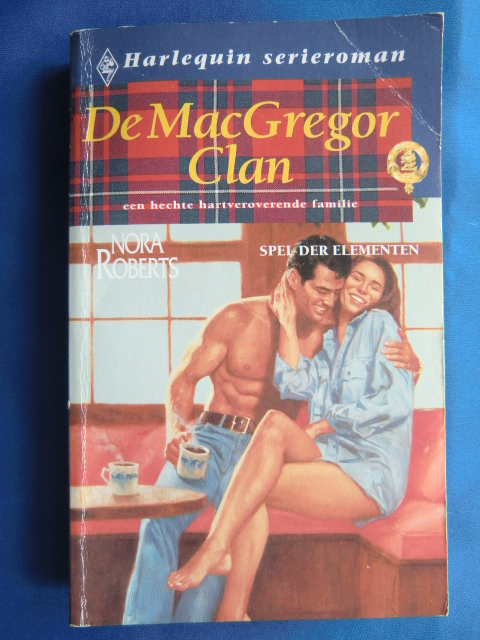 Harlequin serieroman
De MacGregor
Clan
een hechte hartveroverende familie
NORA
ROBERTS
SPEL DER ELEMENTEN